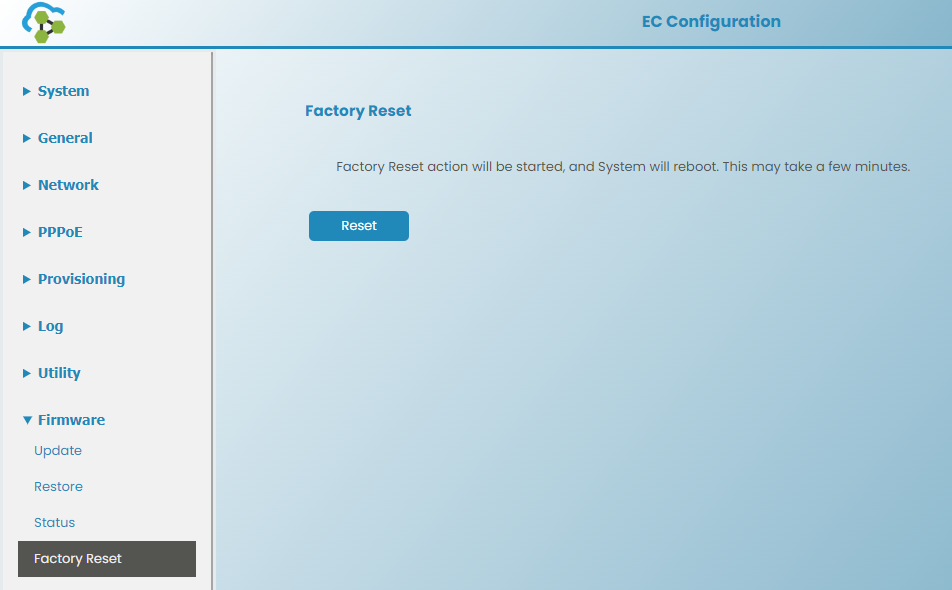 EC Configuration
System
General
Network
PPPoE
Provisioning
Log
Utility
Firmware
Update
Restore
Status
Factory Reset
Factory Reset
Factory Reset action will be started, and System will reboot. This may take a few minutes.
Reset